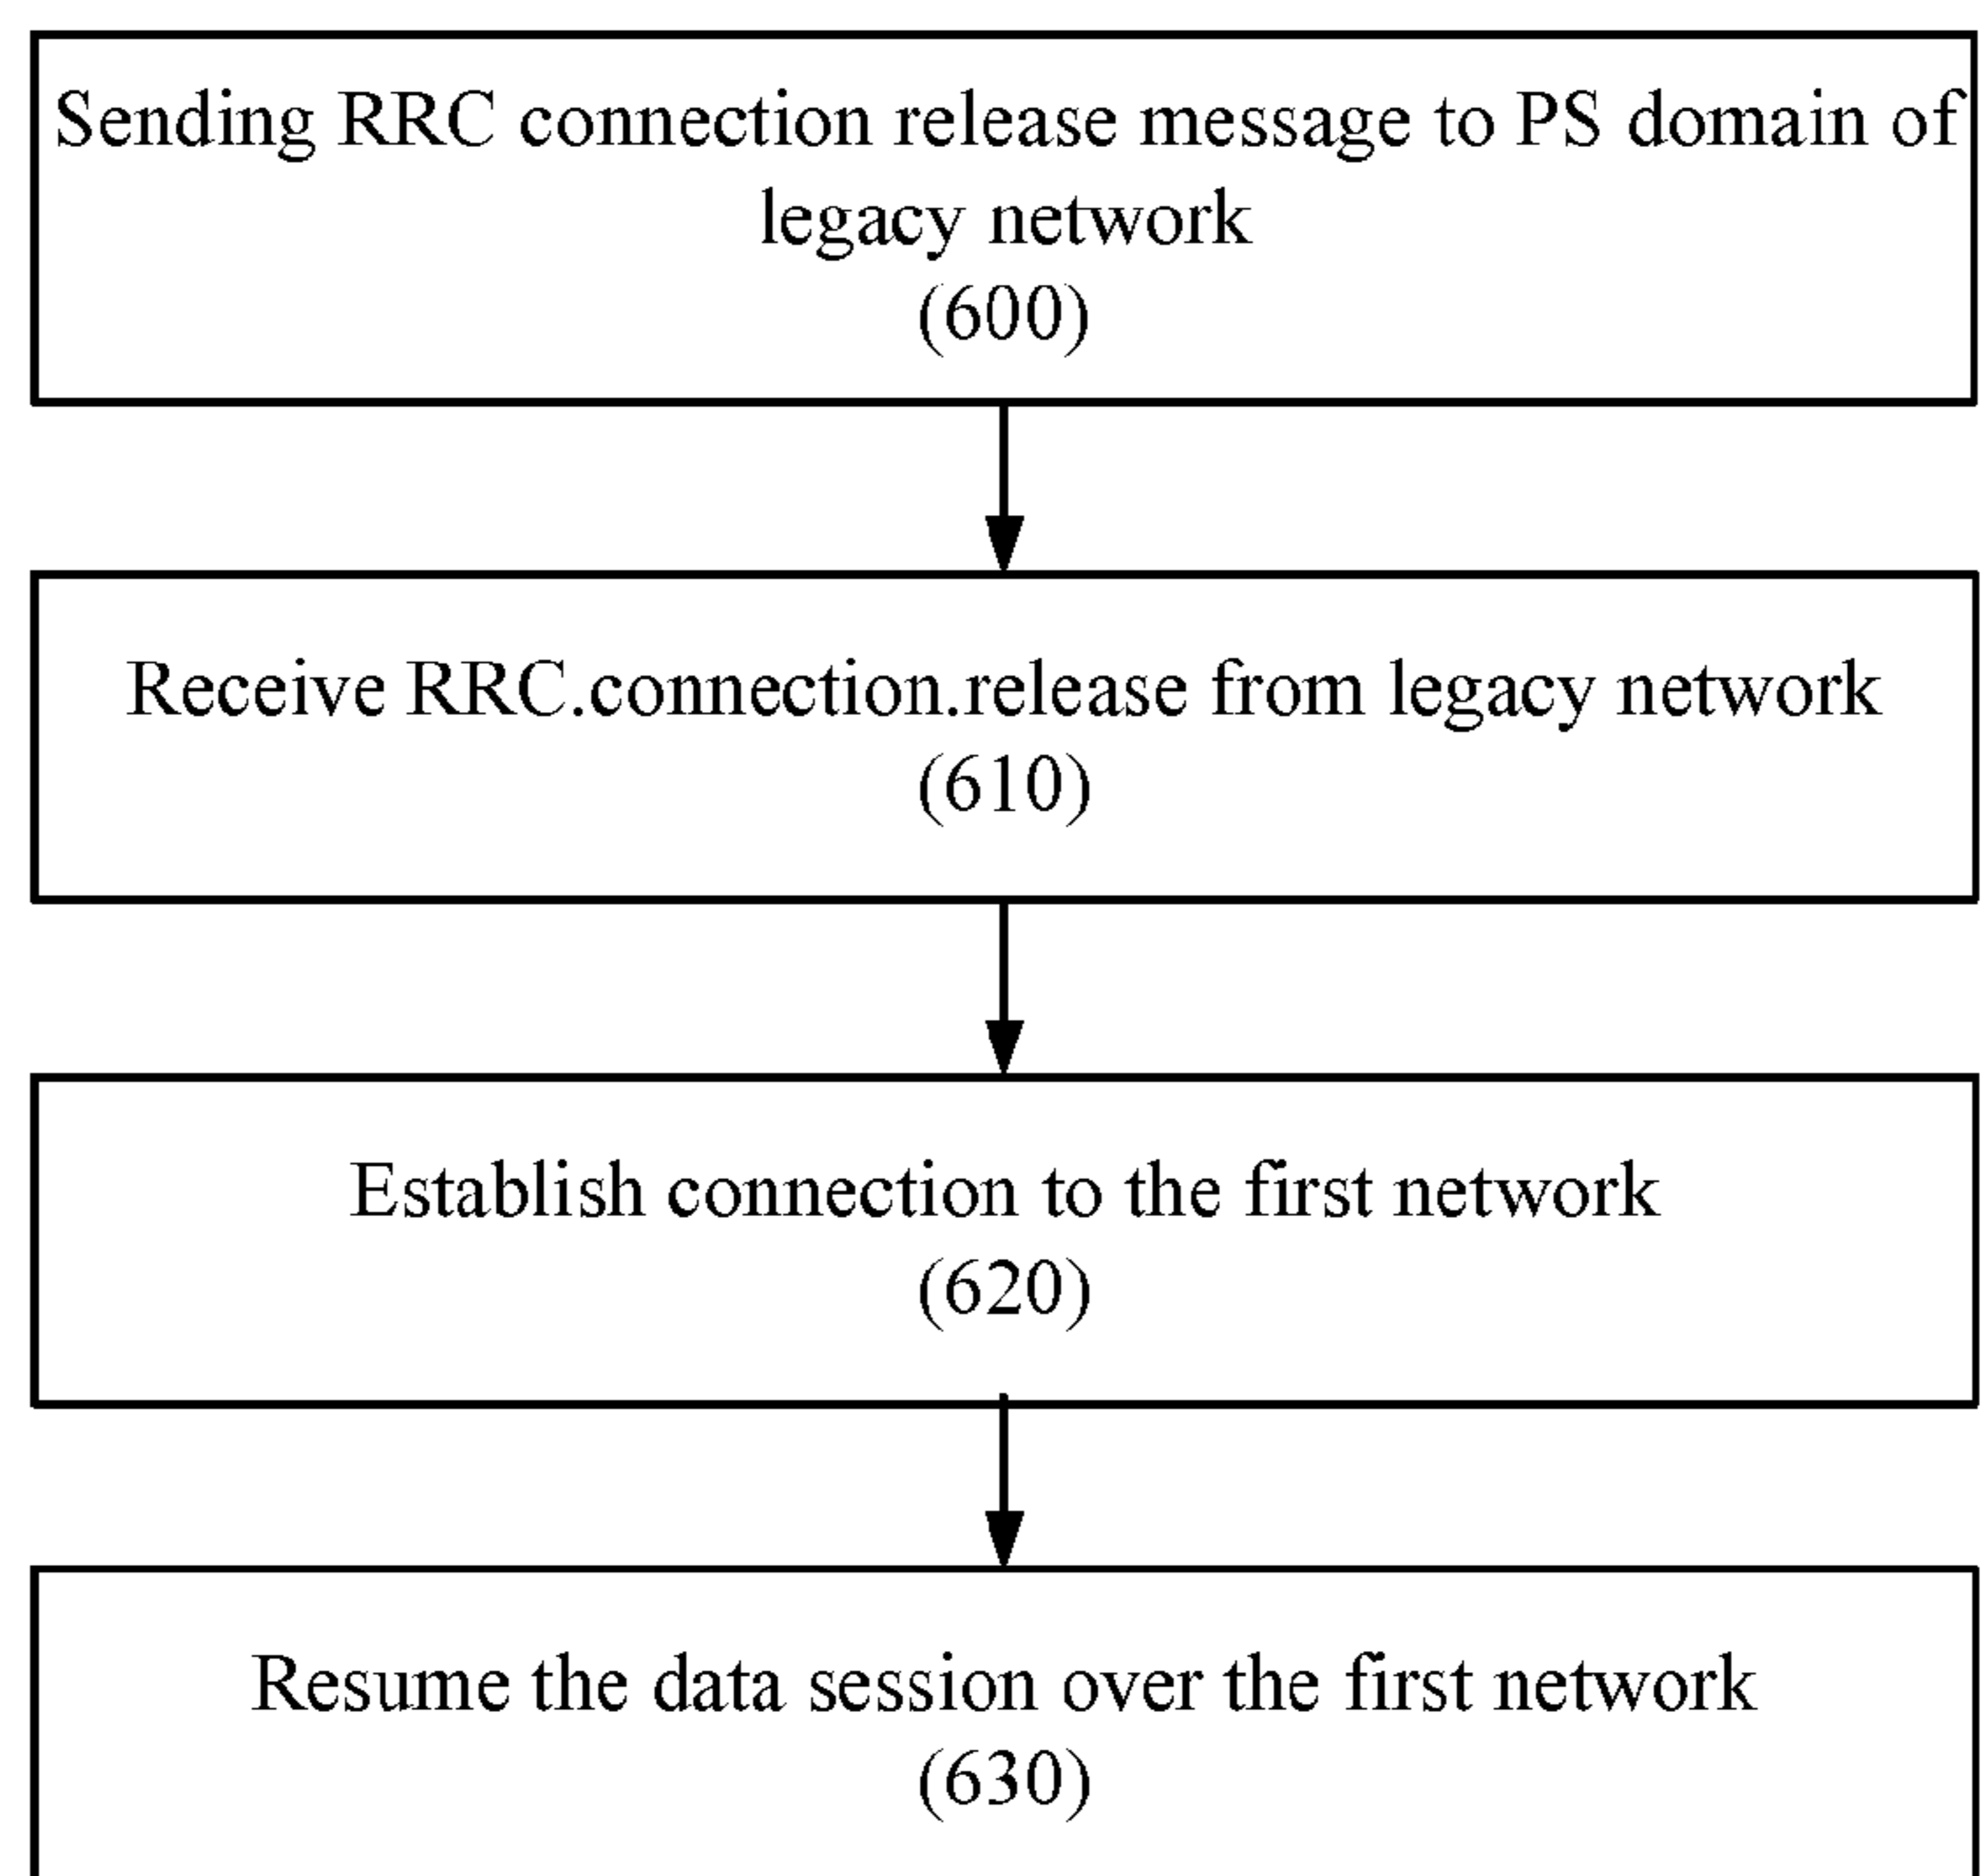 Sending RRC connection release message to PS domain of
legacy network
(600)
Receive RRC.connection.release from legacy network
(610)
Establish connection to the first network
(620)
Resume the data session over the first network
(630)